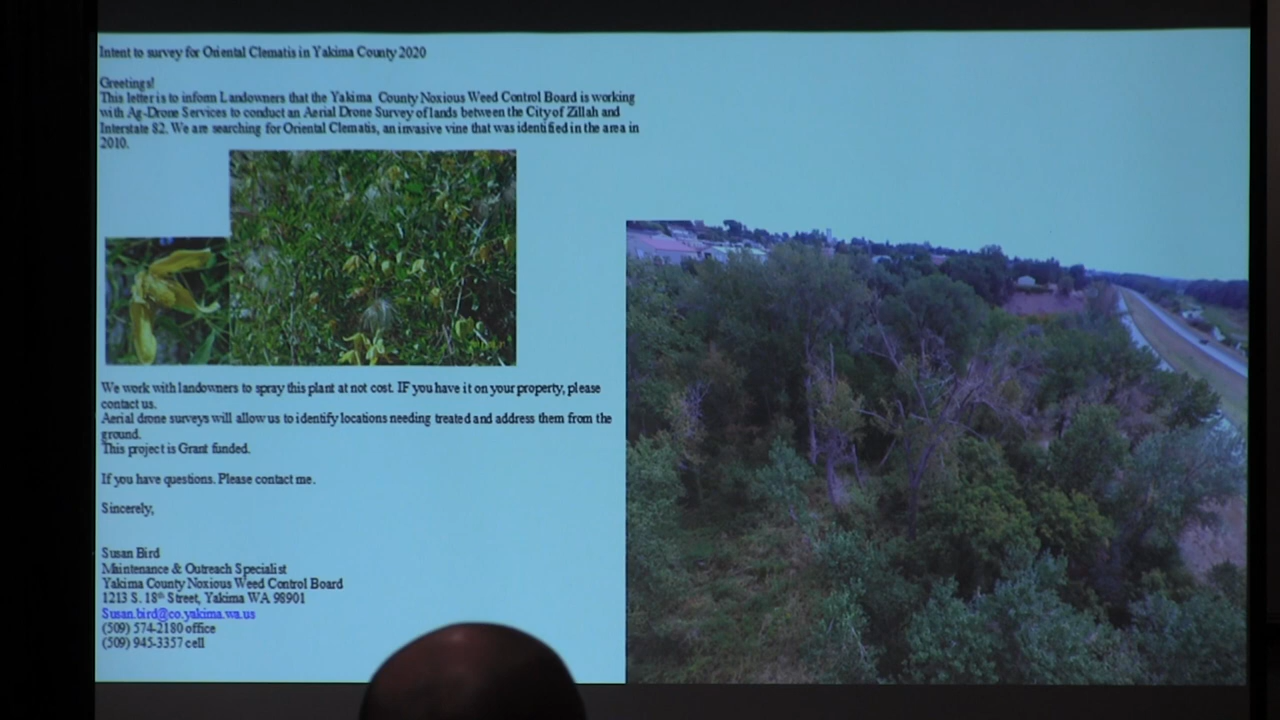 Intent to survey for Oriental Clematis in Yakima County 2020
Greetings!
This letter is to inform Landowners that the Yakima County Noxious Weed Control Board is working
with Ag-Drone Services to conduct an Aerial Drone Survey of lands between the City of Zillah and
Interstate 82. We are searching for Oriental Clematis, an invasive vine that was identified in the area in
2010.
We work with landowners to spray this plant at not cost. IF you have it on your property, please
contact us.
Aerial drone surveys will allow us to identify locations needing treated and address them from the
ground.
This project is Grant funded.
If you have questions. Please contact me.
Sincerely,
Susan Bird
Maintenance & Outreach Specialist
Yakima County Noxious Weed Control Board
1213 S. 18th Street, Yakima WA 98901
Susan.bird@co.yakima.wa.us
(509) 574-2180 office
(509) 945-3357 cell